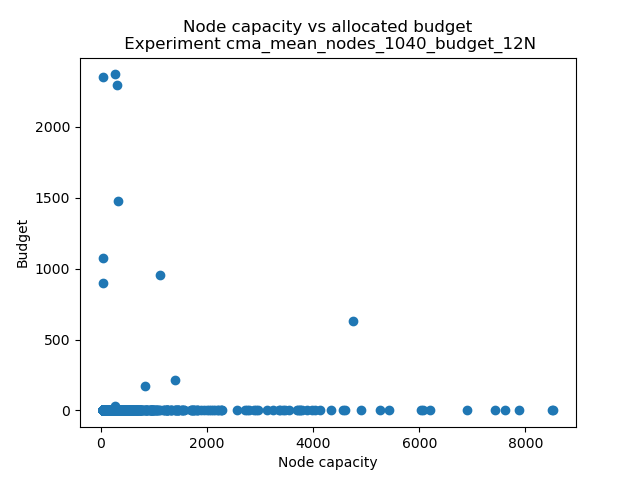 Node capacity vs allocated budget
Experiment cma_mean_nodes_1040_budget_12N
2000
1500
1000
500
0
Budget
0 2000 4000 6000 8000
Node capacity